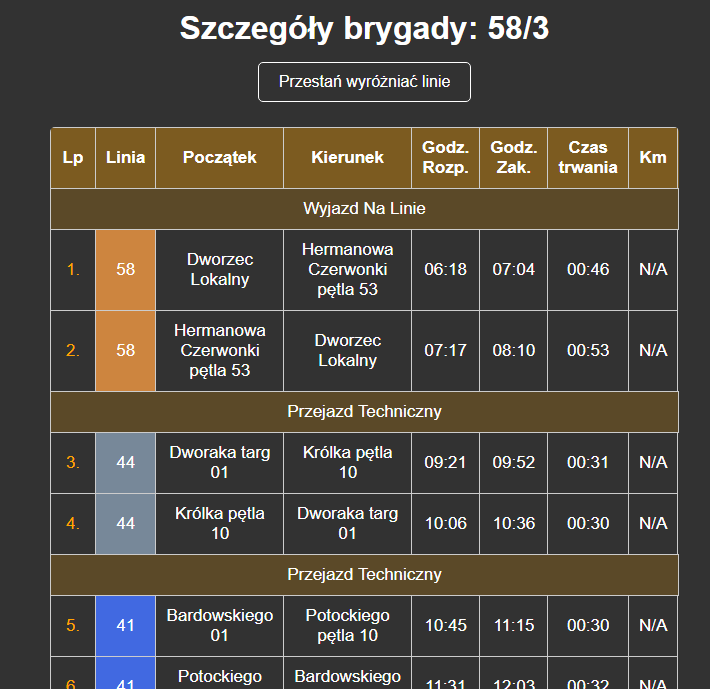 Szczegóły brygady: 58/3
Przestań wyróżniać linie
Lp Linia Początek Kierunek Godz. Rozp. Godz. Zak. Czas trwania Km
Wyjazd Na Linie
1. 58 Dworzec Lokalny Hermanowa Czerwonki pętla 53 06:18 07:04 00:46 N/A
2. 58 Hermanowa Czerwonki pętla 53 Dworzec Lokalny 07:17 08:10 00:53 N/A
Przejazd Techniczny
3. 44 Dworaka targ 01 Królka pętla 10 09:21 09:52 00:31 N/A
4. 44 Królka pętla 10 Dworaka targ 01 10:06 10:36 00:30 N/A
Przejazd Techniczny
5. 41 Bardowskiego 01 Potockiego pętla 10 10:45 11:15 00:30 N/A
6. 41 Potockiego Bardowskiego 11:31 12:03 00:32 N/A